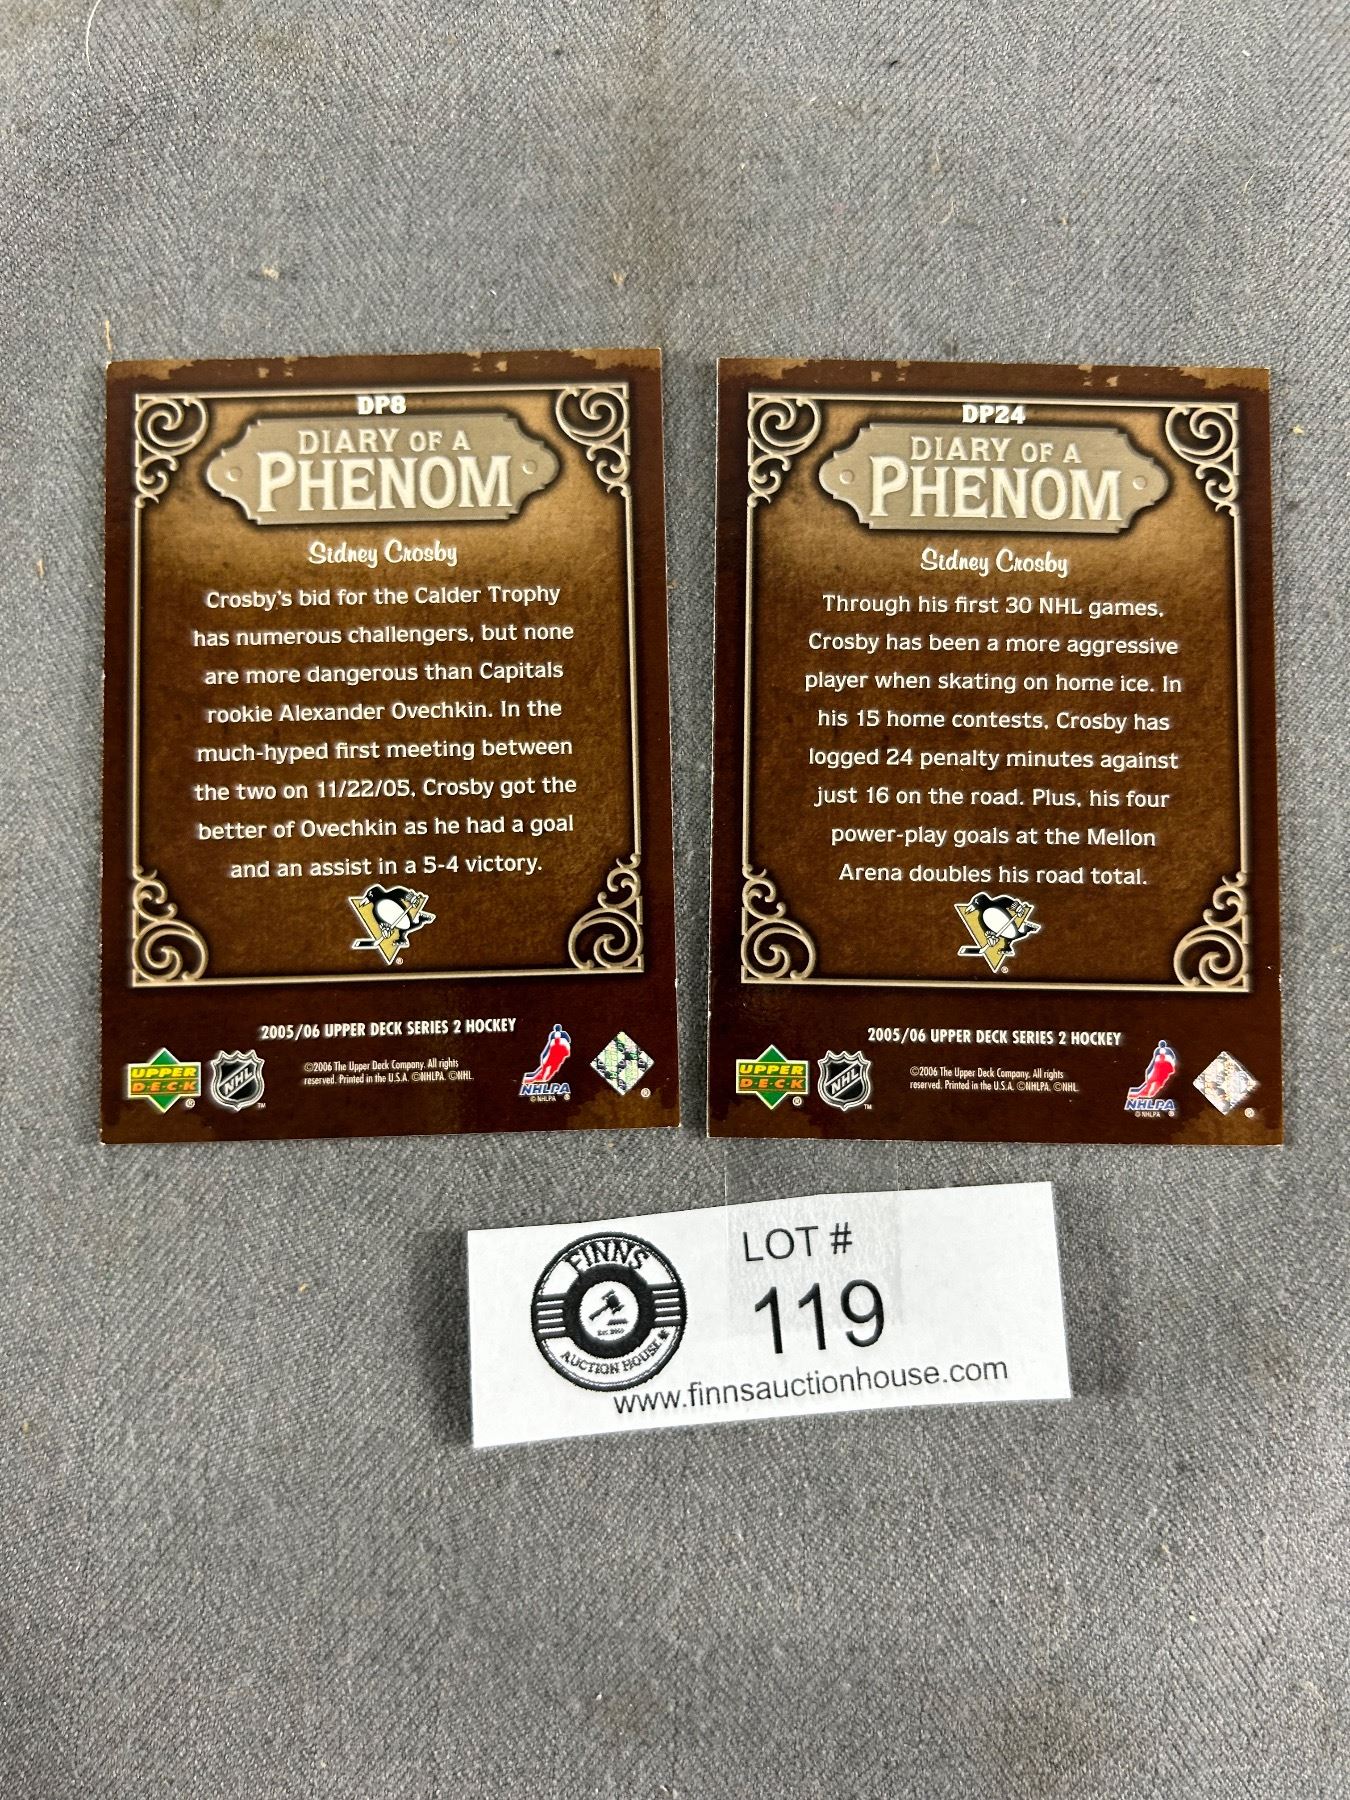 DP8
DIARY OF A
PHENOM
Sidney Crosby
Crosby's bid for the Calder Trophy
has numerous challengers, but none
are more dangerous than Capitals
rookie Alexander Ovechkin. In the
much-hyped first meeting between
the two on 11/22/05, Crosby got the
better of Ovechkin as he had a goal
and an assist in a 5-4 victory.
2005/06 UPPER DECK SERIES 2 HOCKEY
©2006 The Upper Deck Company. All rights
reserved. Printed in the U.S.A. ©NHLPA. ©NHL.
UPPER
DECK
®
NHL
TM
NHLPA
© NHLPA
®
DP24
DIARY OF A
PHENOM
Sidney Crosby
Through his first 30 NHL games,
Crosby has been a more aggressive
player when skating on home ice. In
his 15 home contests, Crosby has
logged 24 penalty minutes against
just 16 on the road. Plus, his four
power-play goals at the Mellon
Arena doubles his road total.
2005/06 UPPER DECK SERIES 2 HOCKEY
©2006 The Upper Deck Company. All rights
reserved. Printed in the U.S.A. ©NHLPA. ©NHL.
UPPER
DECK
®
NHL
TM
NHLPA
© NHLPA
®
FINNS
AUCTION HOUSE
LOT #
119
www.finnsauctionhouse.com